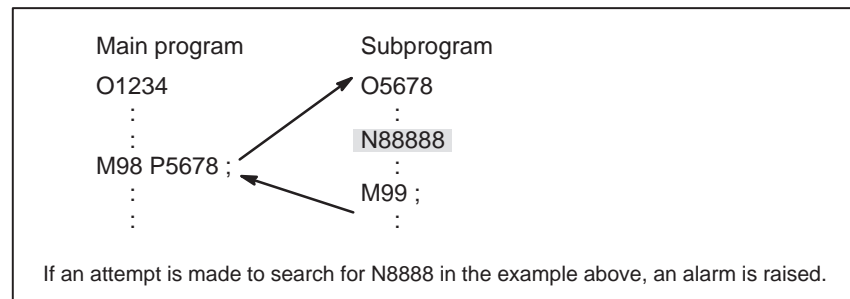 Main program Subprogram
O1234 O5678
: :
: N88888
M98 P5678 ; :
: M99 ;
: :
If an attempt is made to search for N8888 in the example above, an alarm is raised.